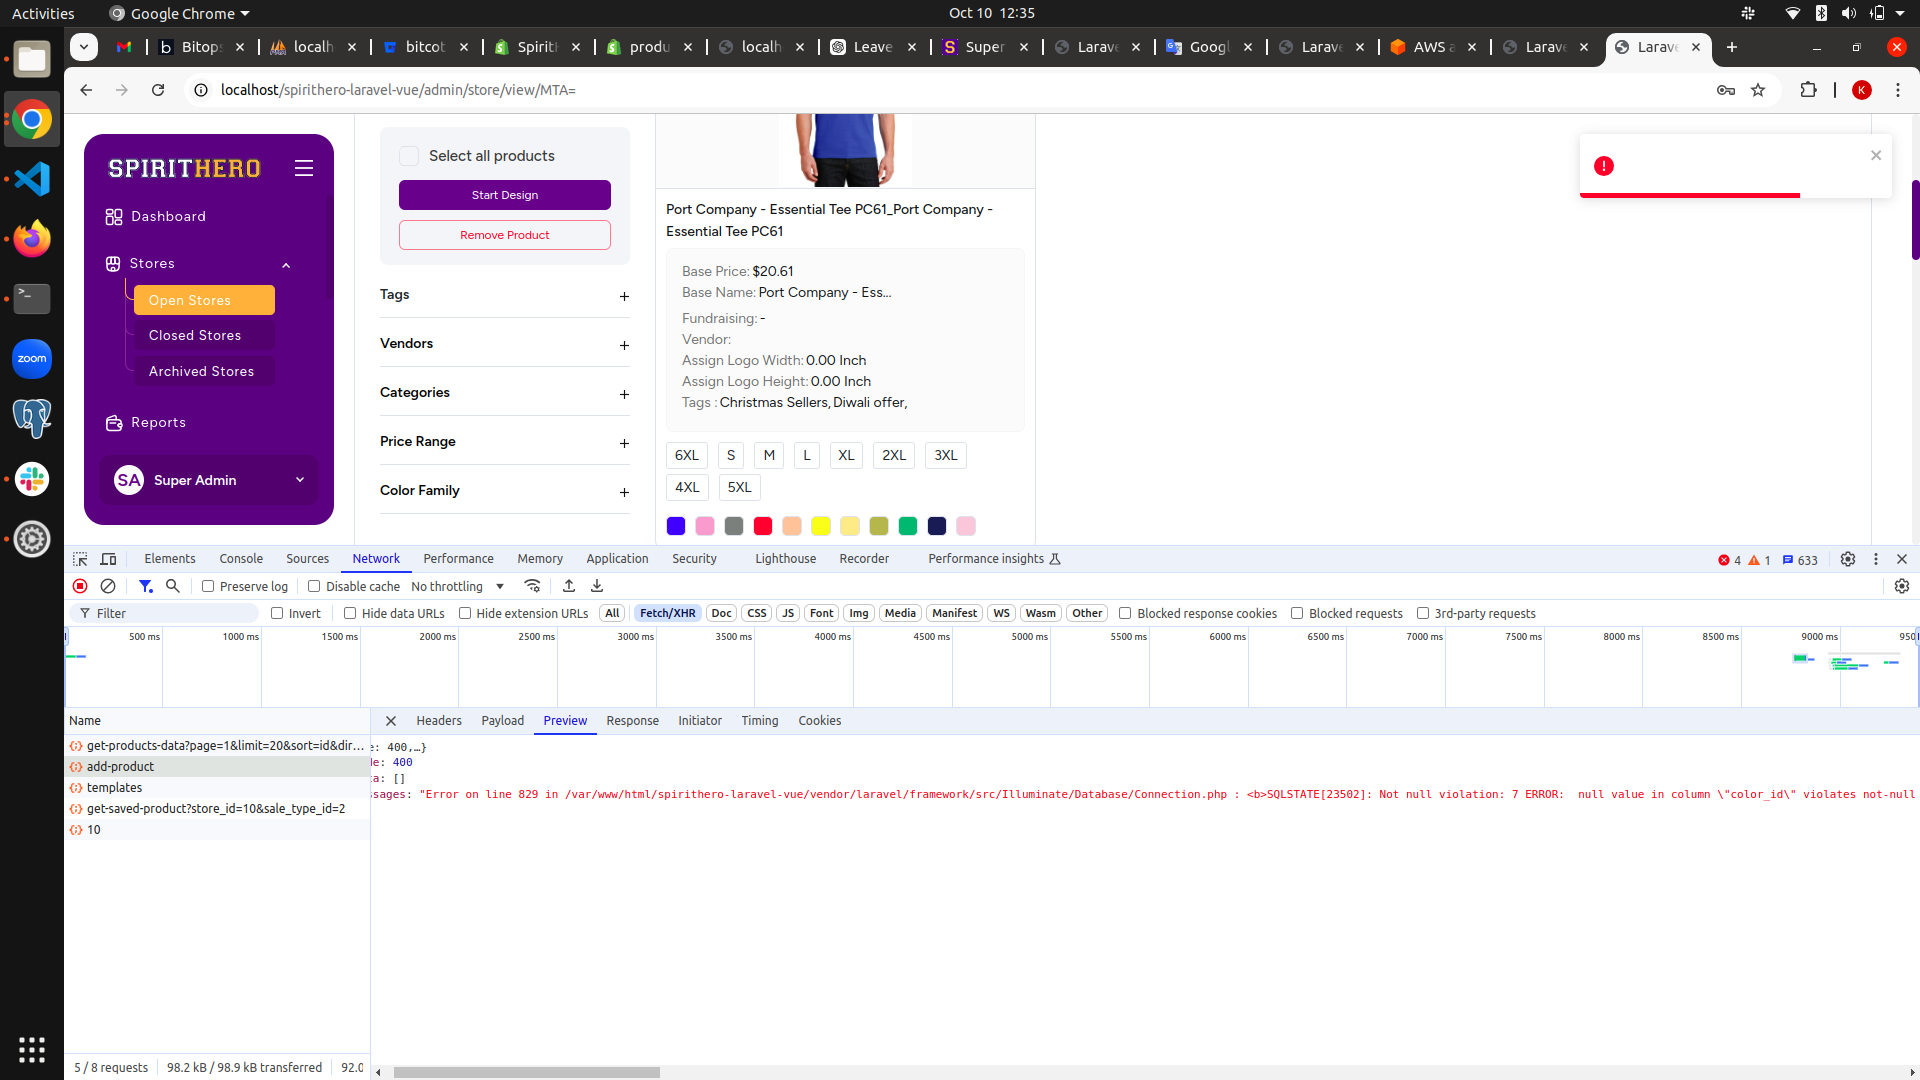 Activities
Google Chrome
Oct 10 12:35
Bitops
localh
bitcot
Spirith
produ
localh
Leave
Super
Larave
Googl
Larave
AWS a
Larave
Larave
localhost/spirithero-laravel-vue/admin/store/view/MTA=
K
SPIRITHERO
Dashboard
Stores
Open Stores
Closed Stores
Archived Stores
Reports
SA Super Admin
Select all products
Start Design
Remove Product
Tags
Vendors
Categories
Price Range
Color Family
Port Company - Essential Tee PC61_Port Company -
Essential Tee PC61
Base Price: $20.61
Base Name: Port Company - Ess...
Fundraising: -
Vendor:
Assign Logo Width: 0.00 Inch
Assign Logo Height: 0.00 Inch
Tags : Christmas Sellers, Diwali offer,
6XL S M L XL 2XL 3XL
4XL 5XL
zoom
Elements Console Sources Network Performance Memory Application Security Lighthouse Recorder Performance insights 4 1 633
Preserve log Disable cache No throttling
Filter Invert Hide data URLs Hide extension URLs All Fetch/XHR Doc CSS JS Font Img Media Manifest WS Wasm Other Blocked response cookies Blocked requests 3rd-party requests
500 ms 1000 ms 1500 ms 2000 ms 2500 ms 3000 ms 3500 ms 4000 ms 4500 ms 5000 ms 5500 ms 6000 ms 6500 ms 7000 ms 7500 ms 8000 ms 8500 ms 9000 ms 950
Name
Headers Payload Preview Response Initiator Timing Cookies
get-products-data?page=1&limit=20&sort=id&dir...
add-product
templates
get-saved-product?store_id=10&sale_type_id=2
10
e: 400,…}
de: 400
ta: []
ssages: "Error on line 829 in /var/www/html/spirithero-laravel-vue/vendor/laravel/framework/src/Illuminate/Database/Connection.php : <b>SQLSTATE[23502]: Not null violation: 7 ERROR:  null value in column \"color_id\" violates not-null
5 / 8 requests 98.2 kB / 98.9 kB transferred 92.0